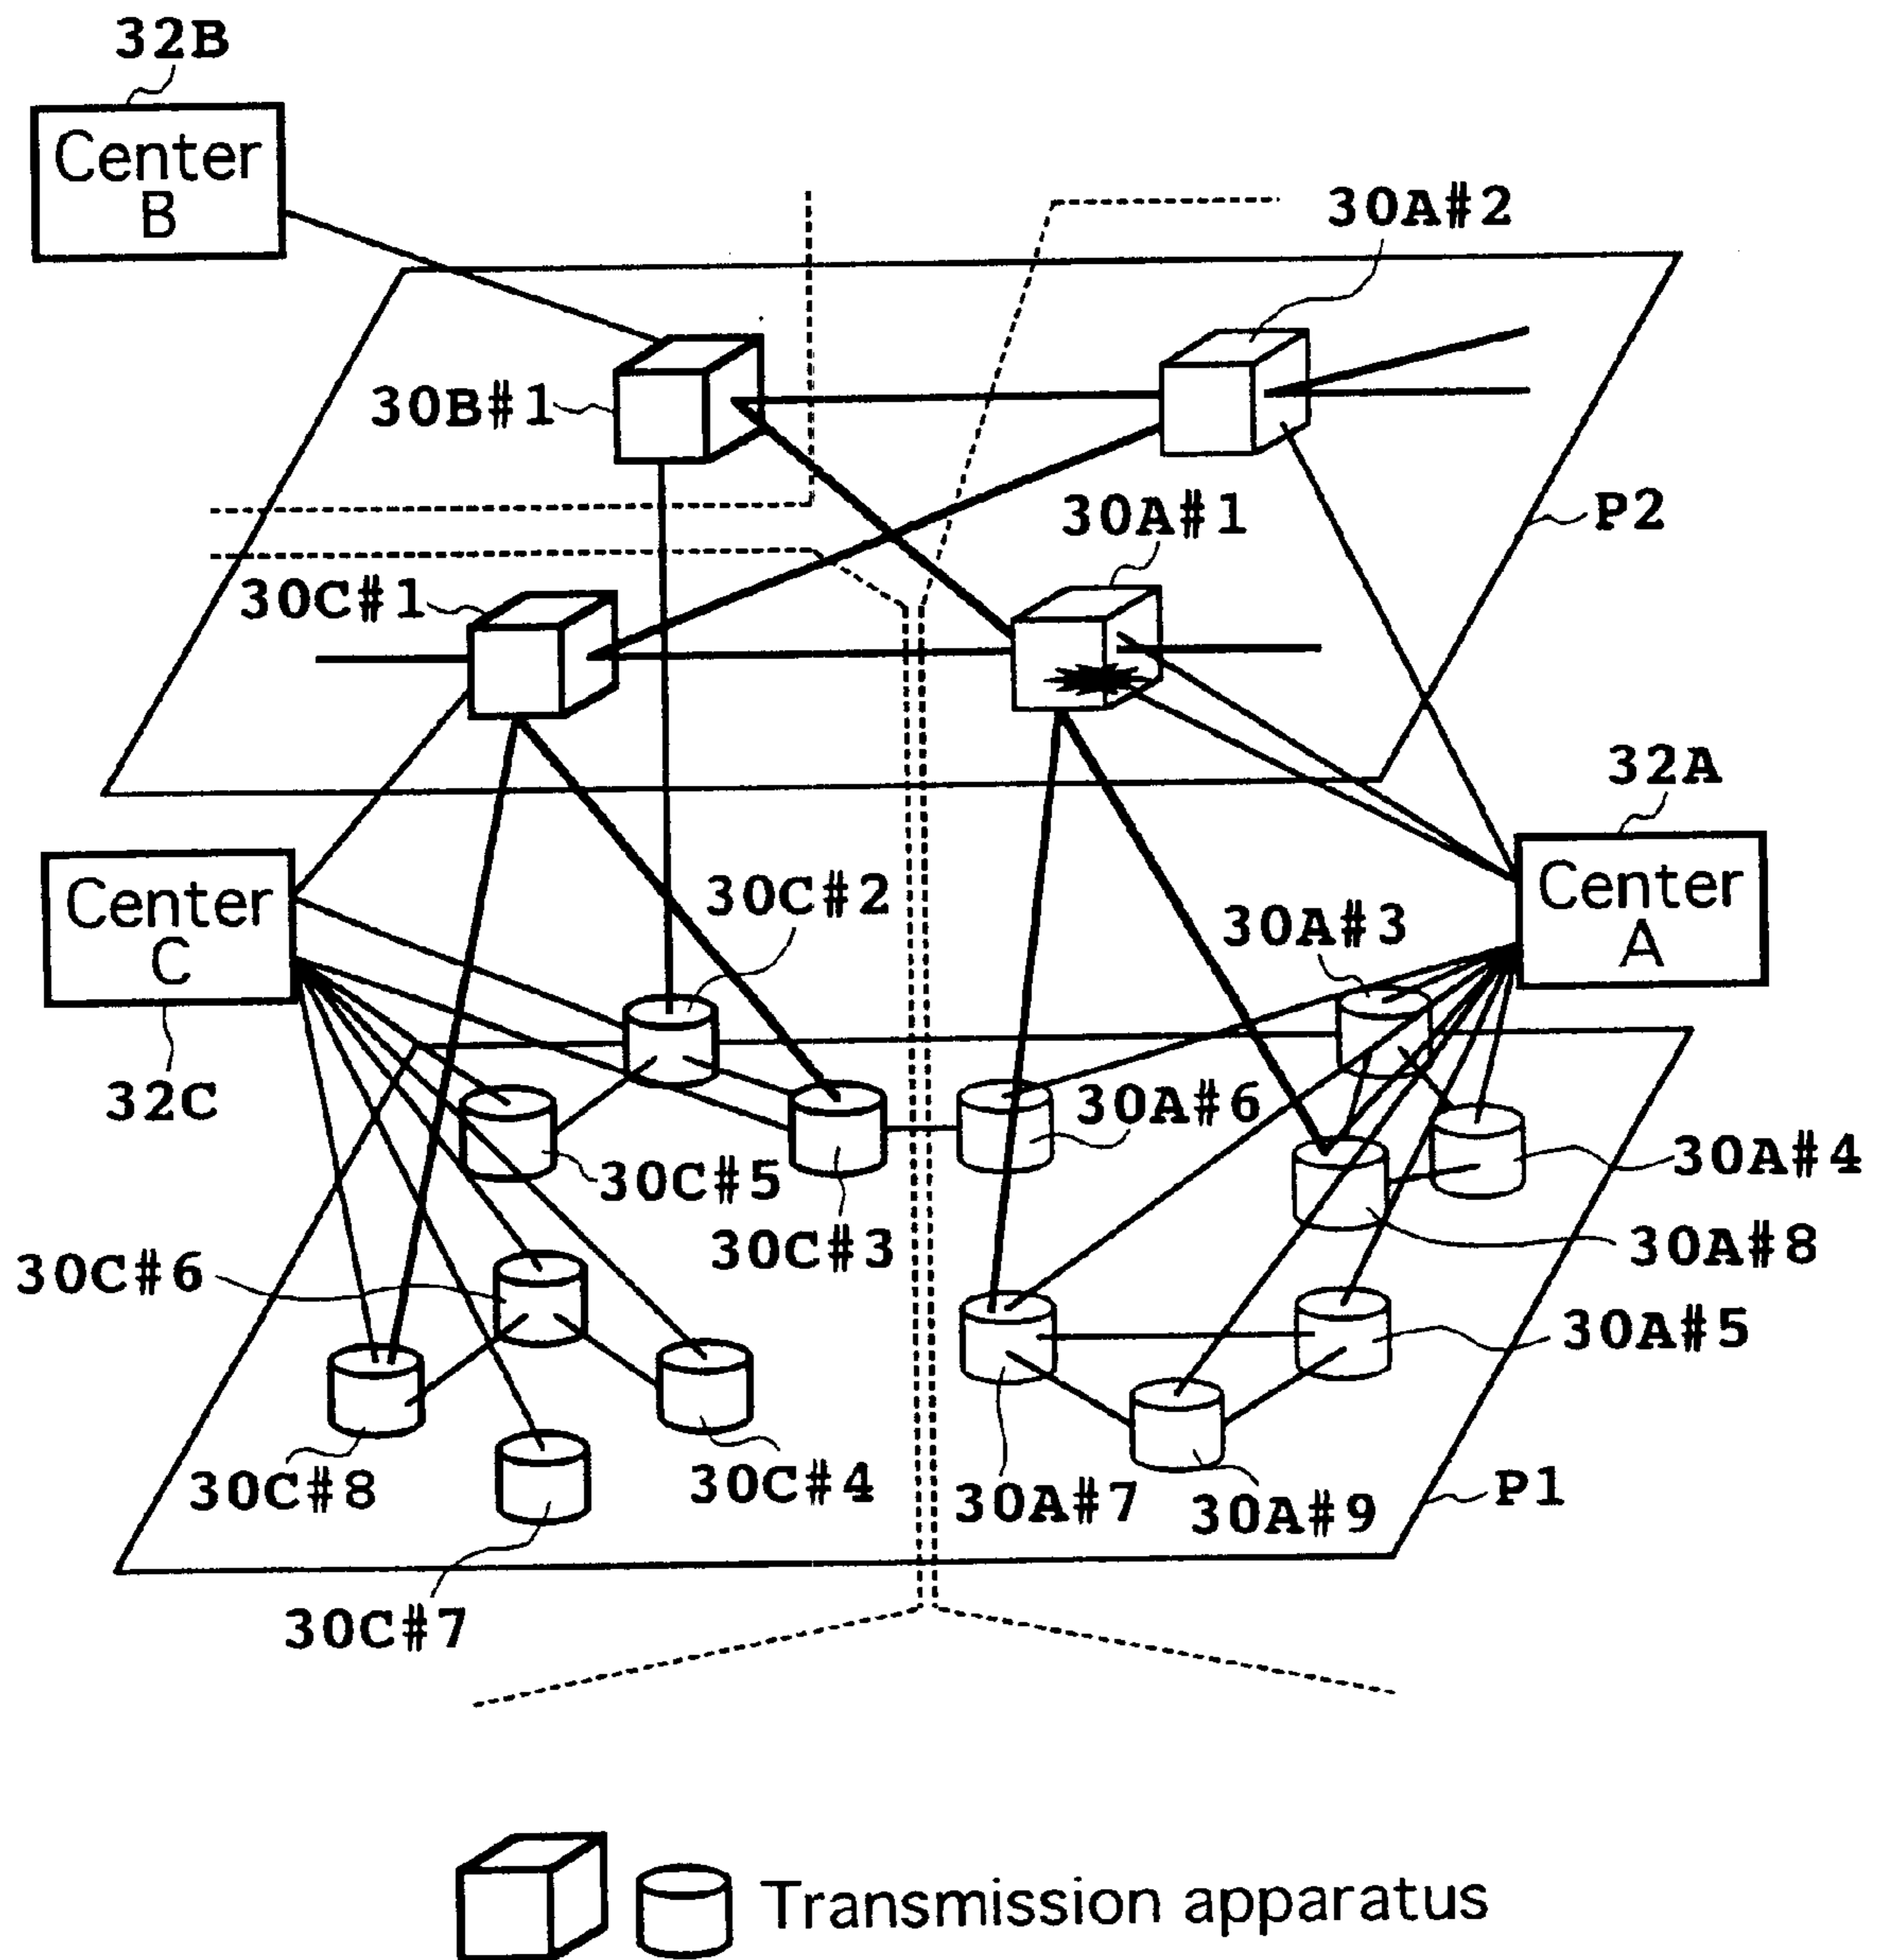 32B
Center
B
30A#2
30B#1
30A#1
P2
30C#1
32A
Center
C
30C#2
30A#3
Center
A
32C
30A#6
30A#4
30C#5
30C#3
30A#8
30C#6
30A#5
30C#8
30C#4
30A#7
30A#9
P1
30C#7
Transmission apparatus